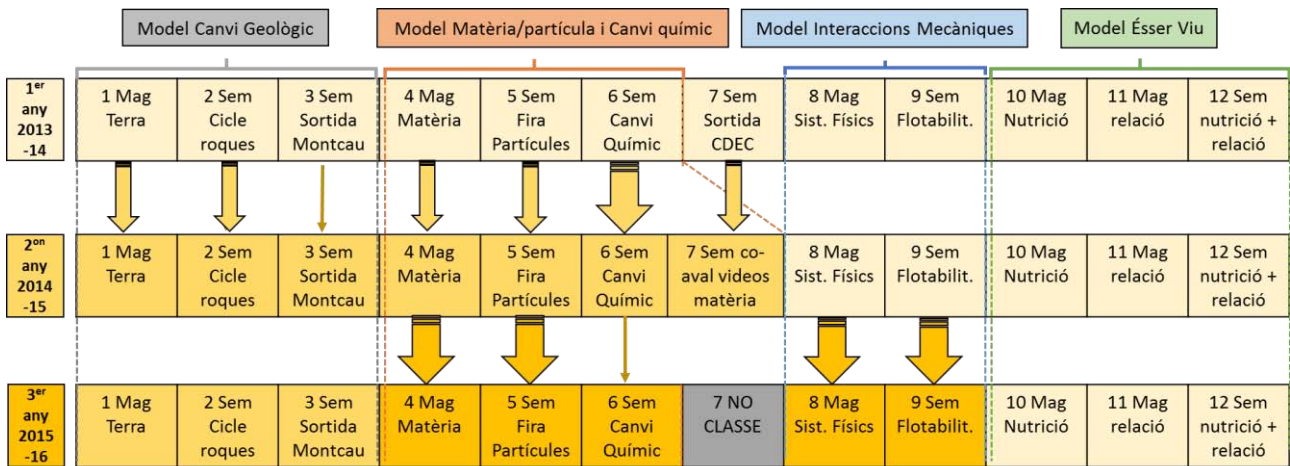 Model Canvi Geològic
Model Matèria/partícula i Canvi químic
Model Interaccions Mecàniques
Model Ésser Viu
1er
any
2013
-14
1 Mag
Terra
2 Sem
Cicle
roques
3 Sem
Sortida
Montcau
4 Mag
Matèria
5 Sem
Fira
Partícules
6 Sem
Canvi
Químic
7 Sem
Sortida
CDEC
8 Mag
Sist. Físics
9 Sem
Flotabilit.
10 Mag
Nutrició
11 Mag
relació
12 Sem
nutrició +
relació
2on
any
2014
-15
1 Mag
Terra
2 Sem
Cicle
roques
3 Sem
Sortida
Montcau
4 Mag
Matèria
5 Sem
Fira
Partícules
6 Sem
Canvi
Químic
7 Sem co-
aval videos
matèria
8 Mag
Sist. Físics
9 Sem
Flotabilit.
10 Mag
Nutrició
11 Mag
relació
12 Sem
nutrició +
relació
3er
any
2015
-16
1 Mag
Terra
2 Sem
Cicle
roques
3 Sem
Sortida
Montcau
4 Mag
Matèria
5 Sem
Fira
Partícules
6 Sem
Canvi
Químic
7 NO
CLASSE
8 Mag
Sist. Físics
9 Sem
Flotabilit.
10 Mag
Nutrició
11 Mag
relació
12 Sem
nutrició +
relació